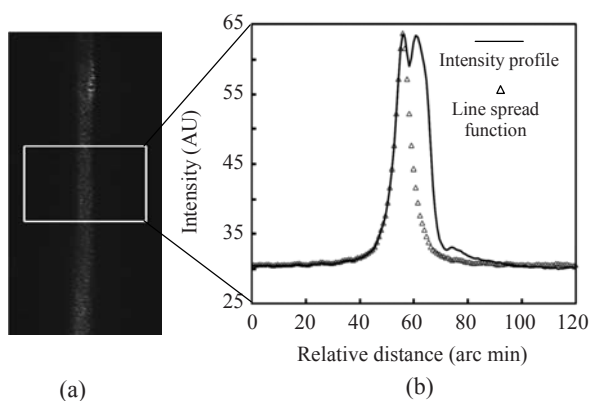 65
55
45
35
25
Intensity (AU)
Intensity profile
Line spread
function
0 20 40 60 80 100 120
Relative distance (arc min)
(a) (b)